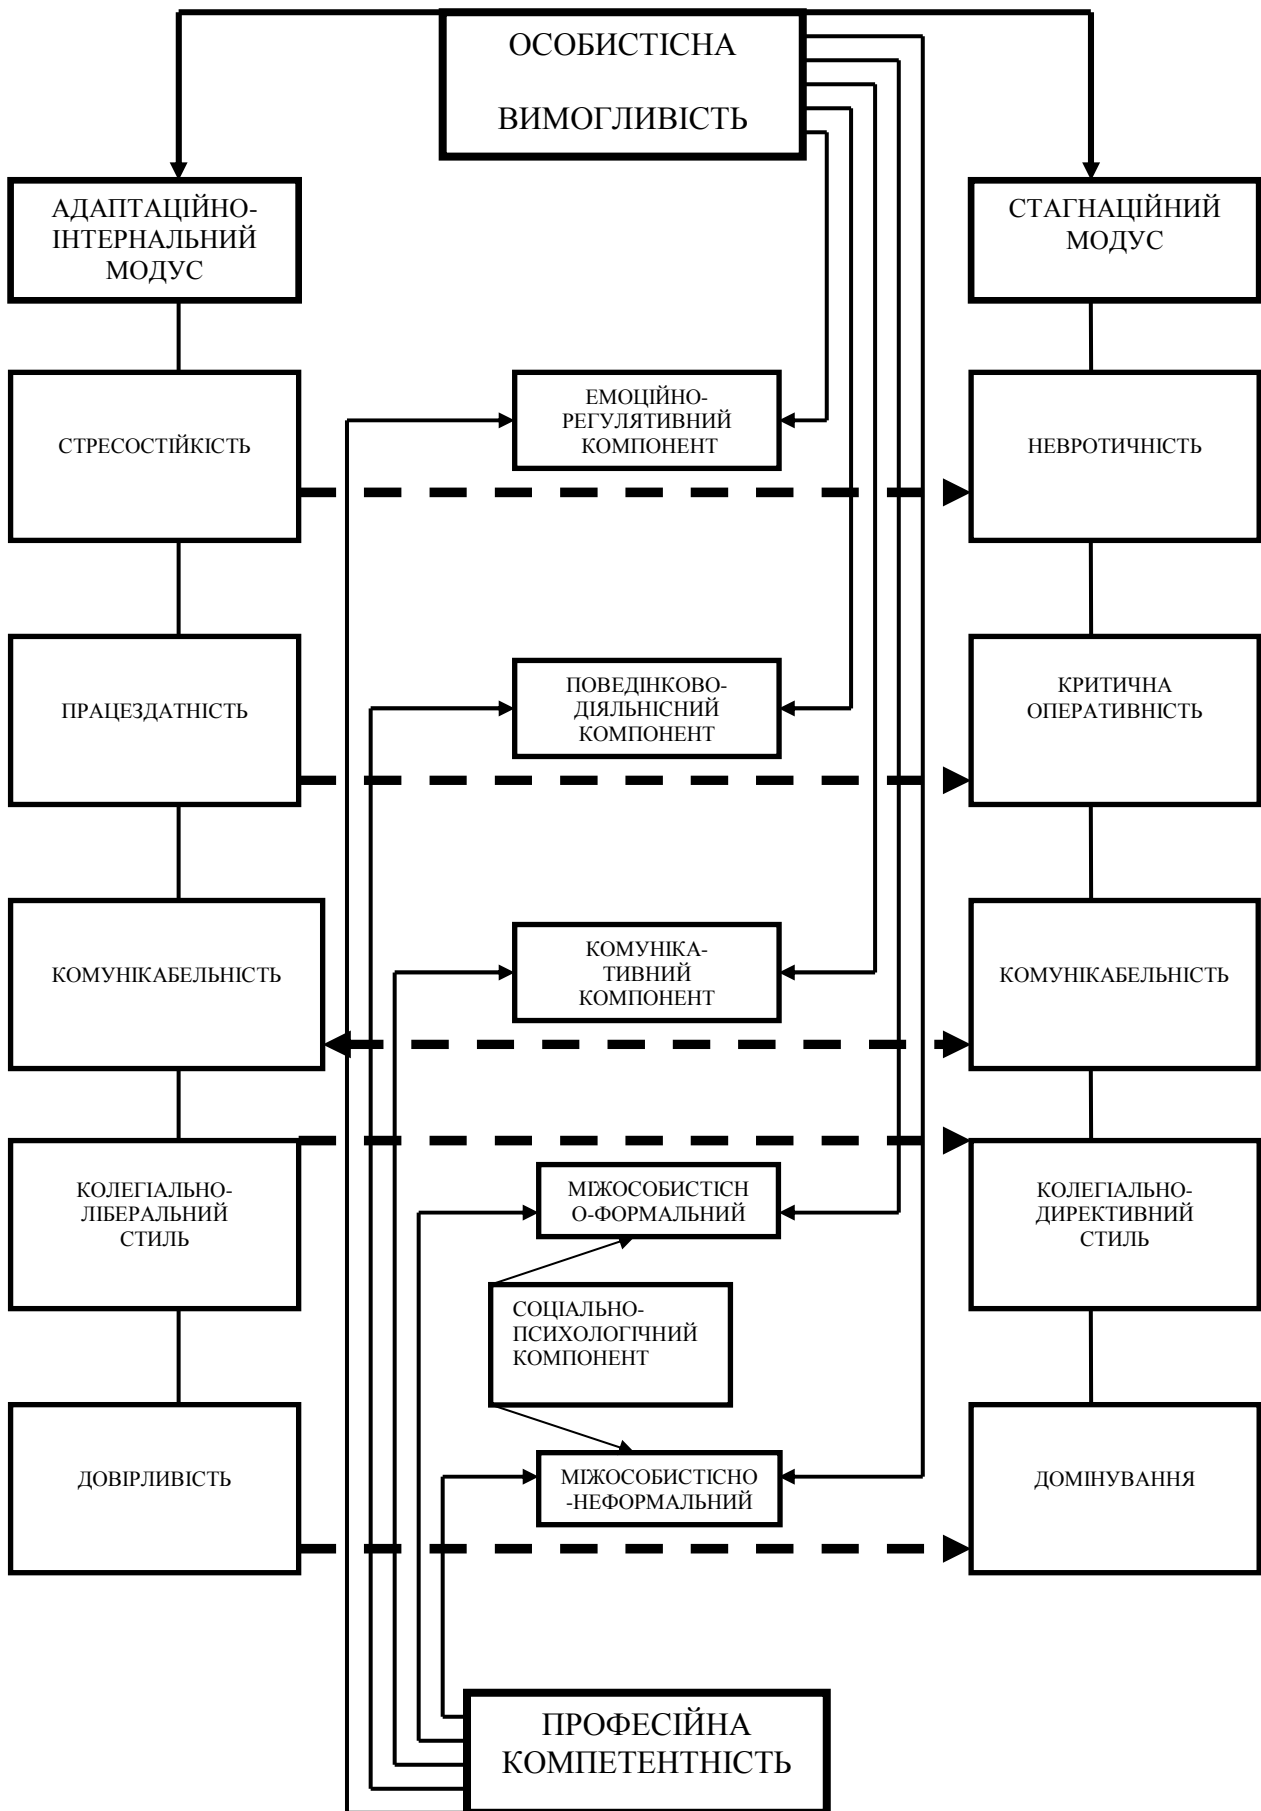 ОСОБИСТІСНА
ВИМОГЛИВІСТЬ
АДАПТАЦІЙНО-
ІНТЕРНАЛЬНИЙ
МОДУС
СТАГНАЦІЙНИЙ
МОДУС
СТРЕСОСТІЙКІСТЬ
ЕМОЦІЙНО-
РЕГУЛЯТИВНИЙ
КОМПОНЕНТ
НЕВРОТИЧНІСТЬ
ПРАЦЕЗДАТНІСТЬ
ПОВЕДІНКОВО-
ДІЯЛЬНІСНИЙ
КОМПОНЕНТ
КРИТИЧНА
ОПЕРАТИВНІСТЬ
КОМУНІКАБЕЛЬНІСТЬ
КОМУНІКА-
ТИВНИЙ
КОМПОНЕНТ
КОМУНІКАБЕЛЬНІСТЬ
КОЛЕГІАЛЬНО-
ЛІБЕРАЛЬНИЙ
СТИЛЬ
МІЖОСОБИСТІСН
О-ФОРМАЛЬНИЙ
КОЛЕГІАЛЬНО-
ДИРЕКТИВНИЙ
СТИЛЬ
СОЦІАЛЬНО-
ПСИХОЛОГІЧНИЙ
КОМПОНЕНТ
ДОВІРЛИВІСТЬ
МІЖОСОБИСТІСНО
-НЕФОРМАЛЬНИЙ
ДОМІНУВАННЯ
ПРОФЕСІЙНА
КОМПЕТЕНТНІСТЬ